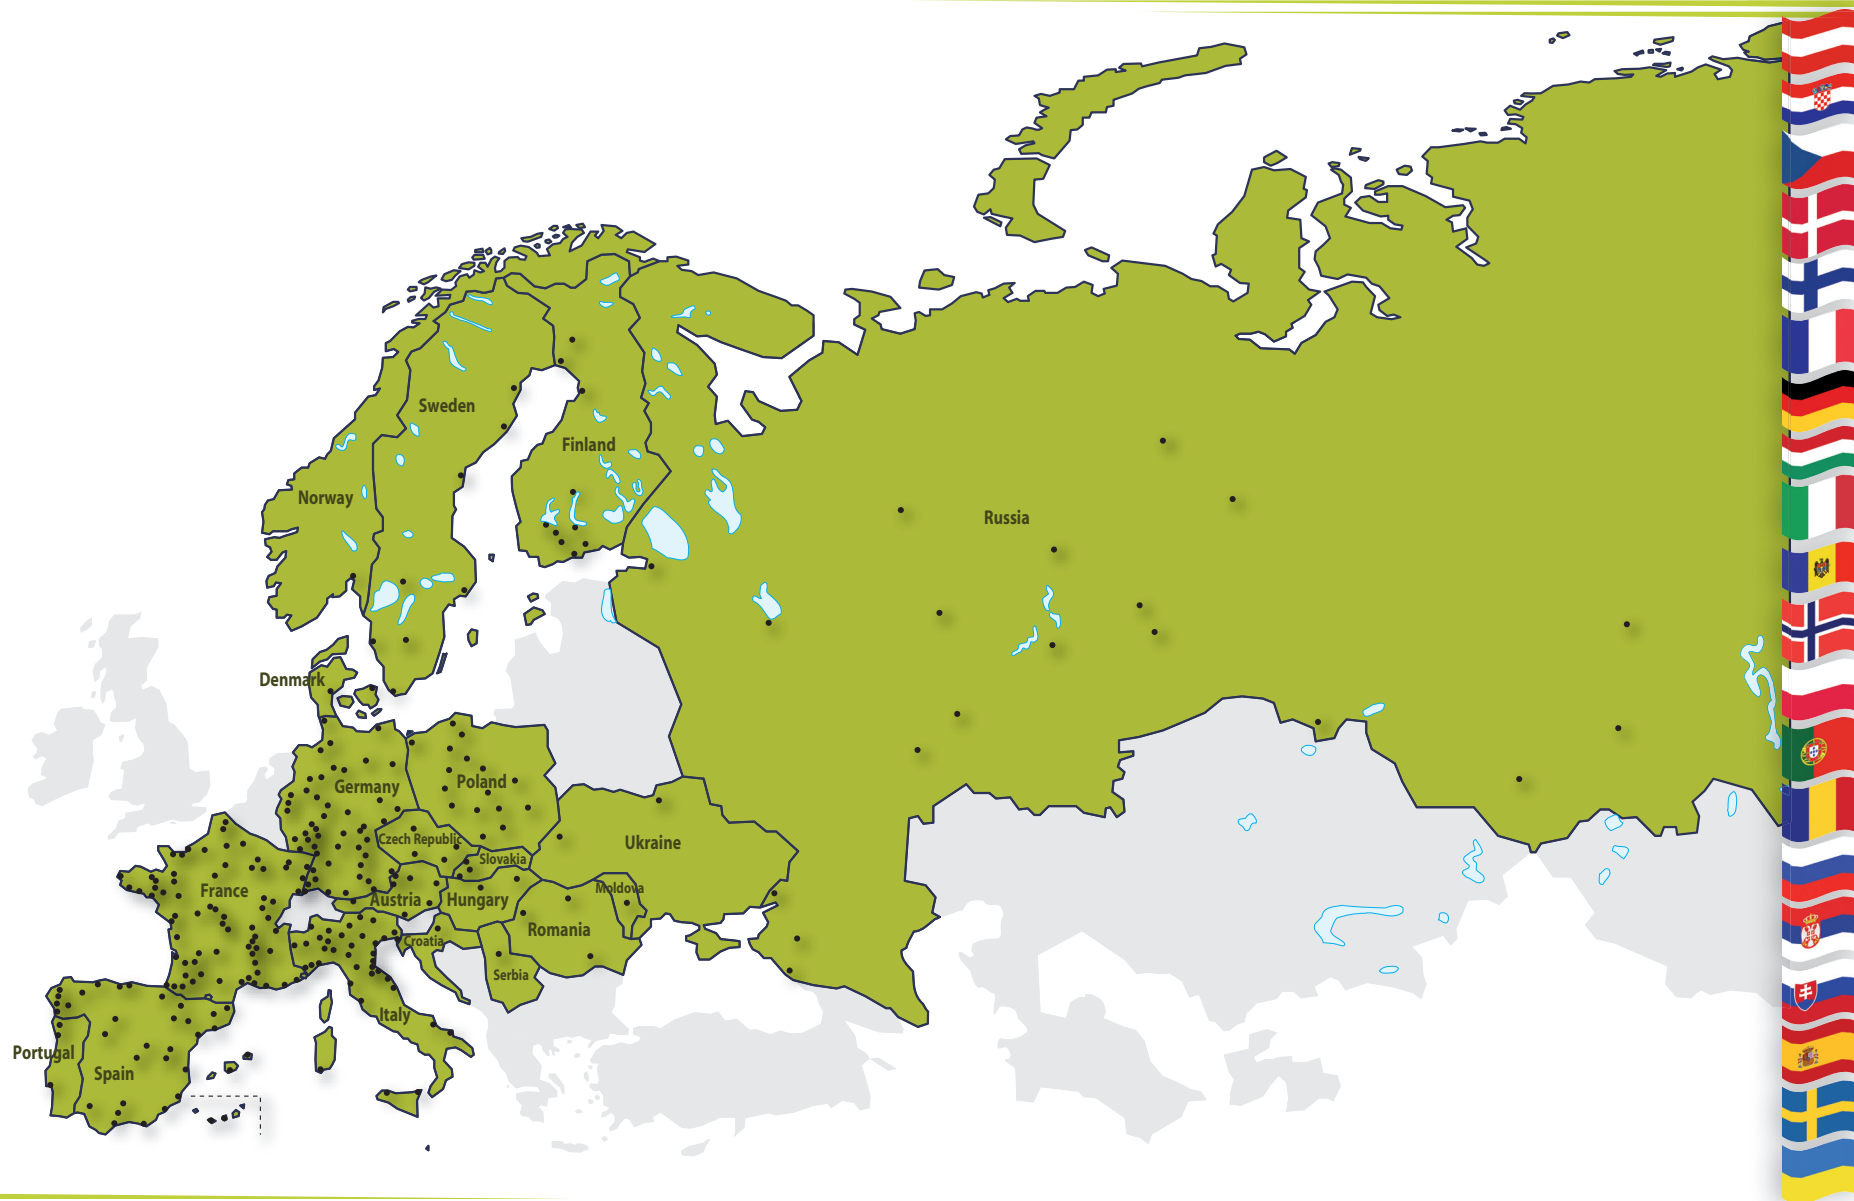 Sweden
Finland
Norway
Russia
Denmark
Germany
Poland
Czech Republic
Ukraine
Slovakia
France
Austria
Hungary
Moldova
Romania
Croatia
Serbia
Italy
Portugal
Spain